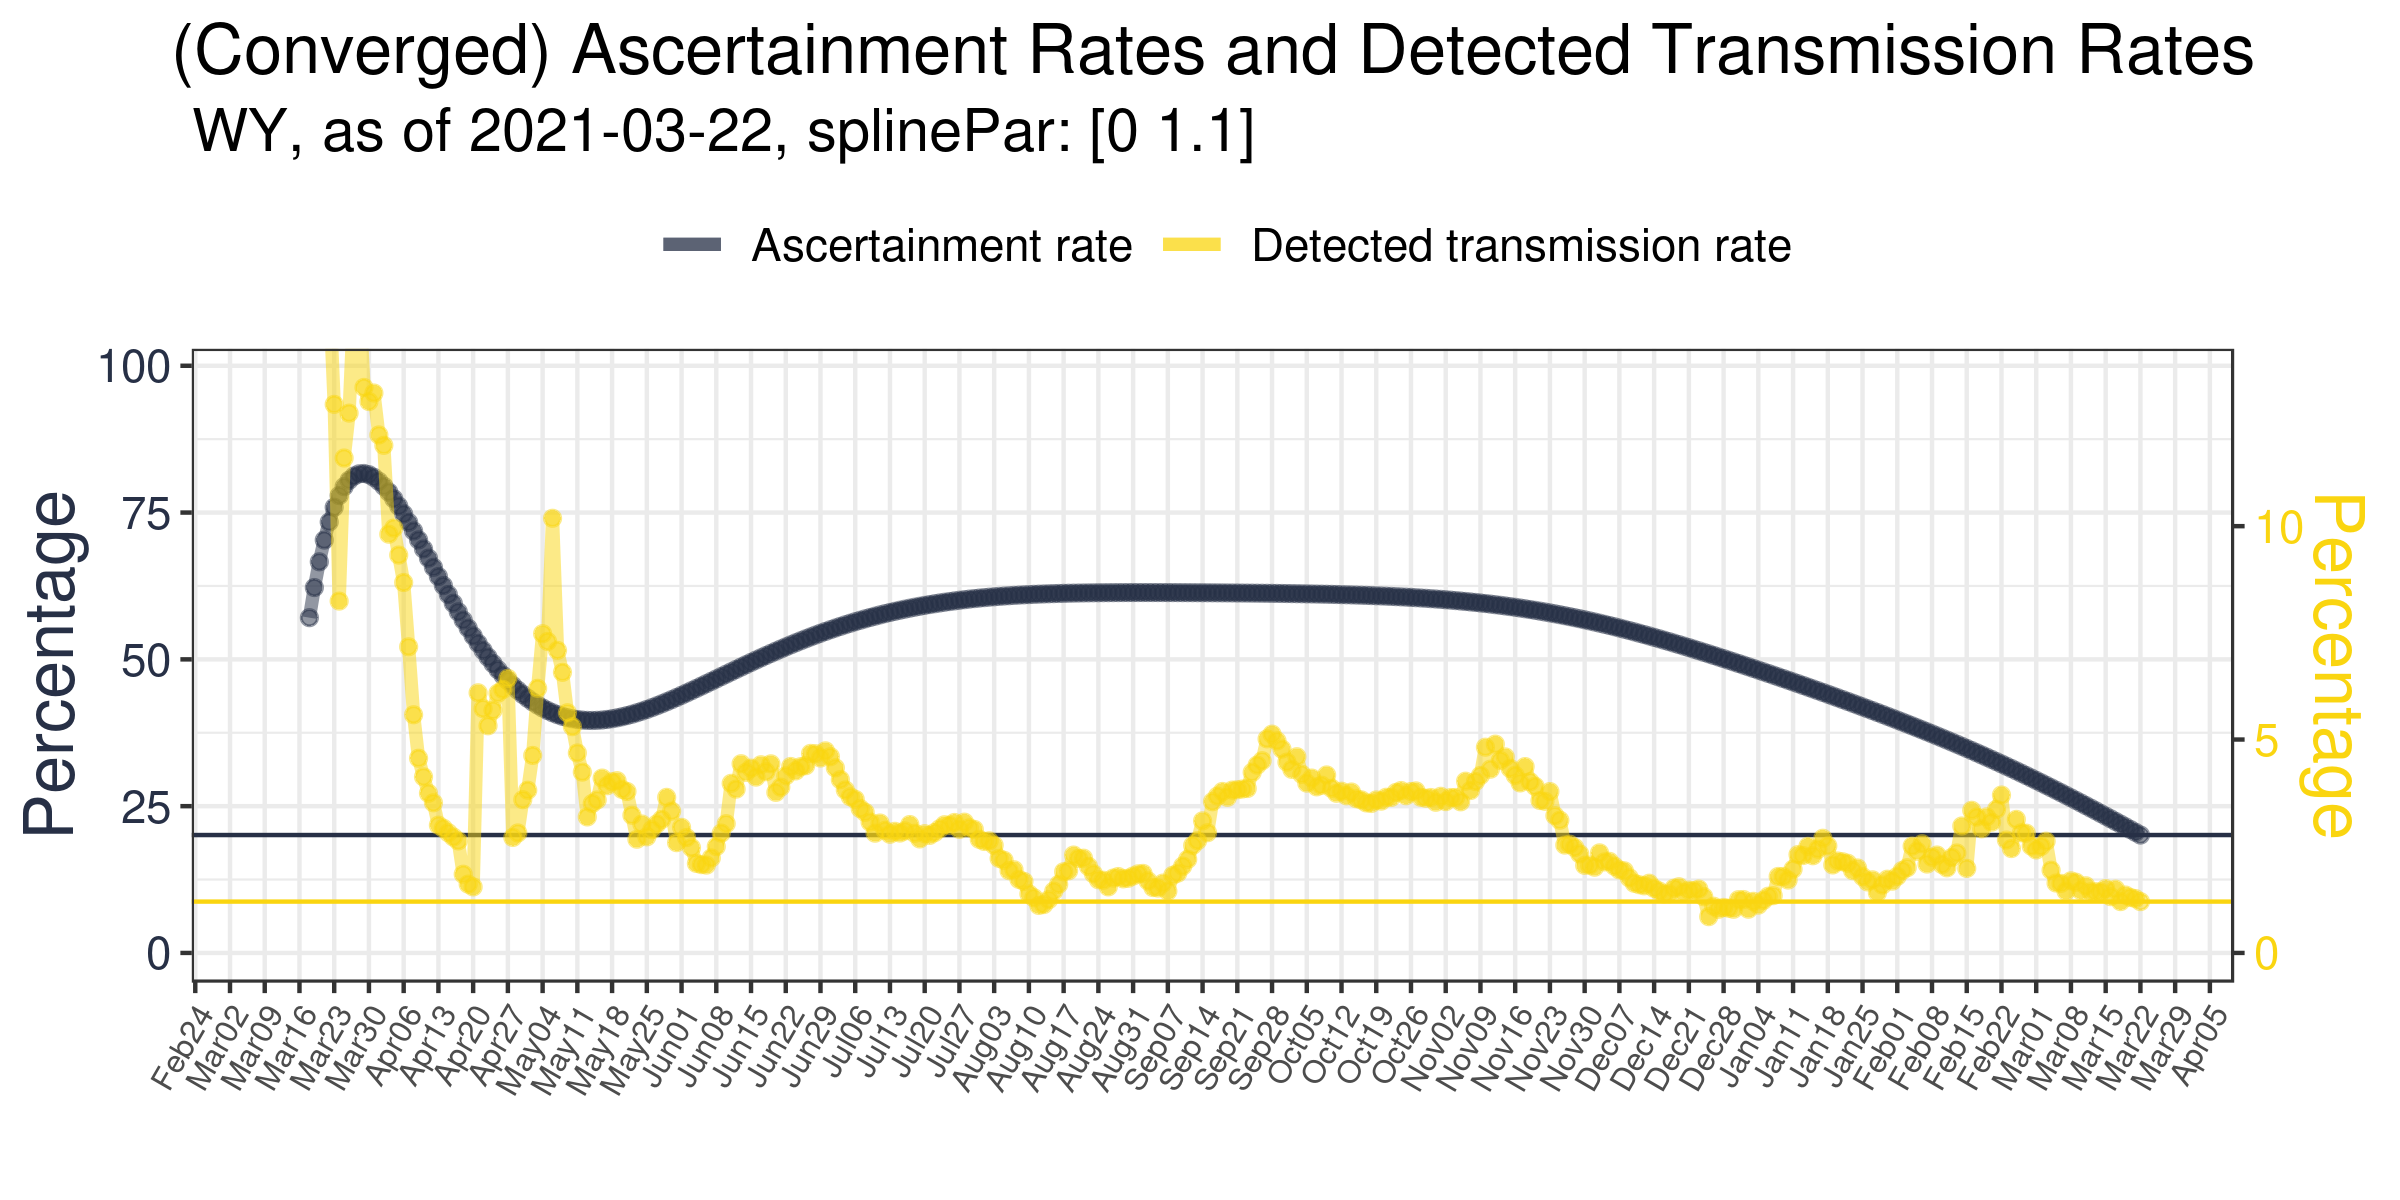 (Converged) Ascertainment Rates and Detected Transmission Rates
WY, as of 2021-03-22, splinePar: [0 1.1]
Ascertainment rate
Detected transmission rate
Percentage
100
75
50
25
0
10
5
0
Percentage
Feb24
Mar02
Mar09
Mar16
Mar23
Mar30
Apr06
Apr13
Apr20
Apr27
May04
May11
May18
May25
Jun01
Jun08
Jun15
Jun22
Jun29
Jul06
Jul13
Jul20
Jul27
Aug03
Aug10
Aug17
Aug24
Aug31
Sep07
Sep14
Sep21
Sep28
Oct05
Oct12
Oct19
Oct26
Nov02
Nov09
Nov16
Nov23
Nov30
Dec07
Dec14
Dec21
Dec28
Jan04
Jan11
Jan18
Jan25
Feb01
Feb08
Feb15
Feb22
Mar01
Mar08
Mar15
Mar22
Mar29
Apr05